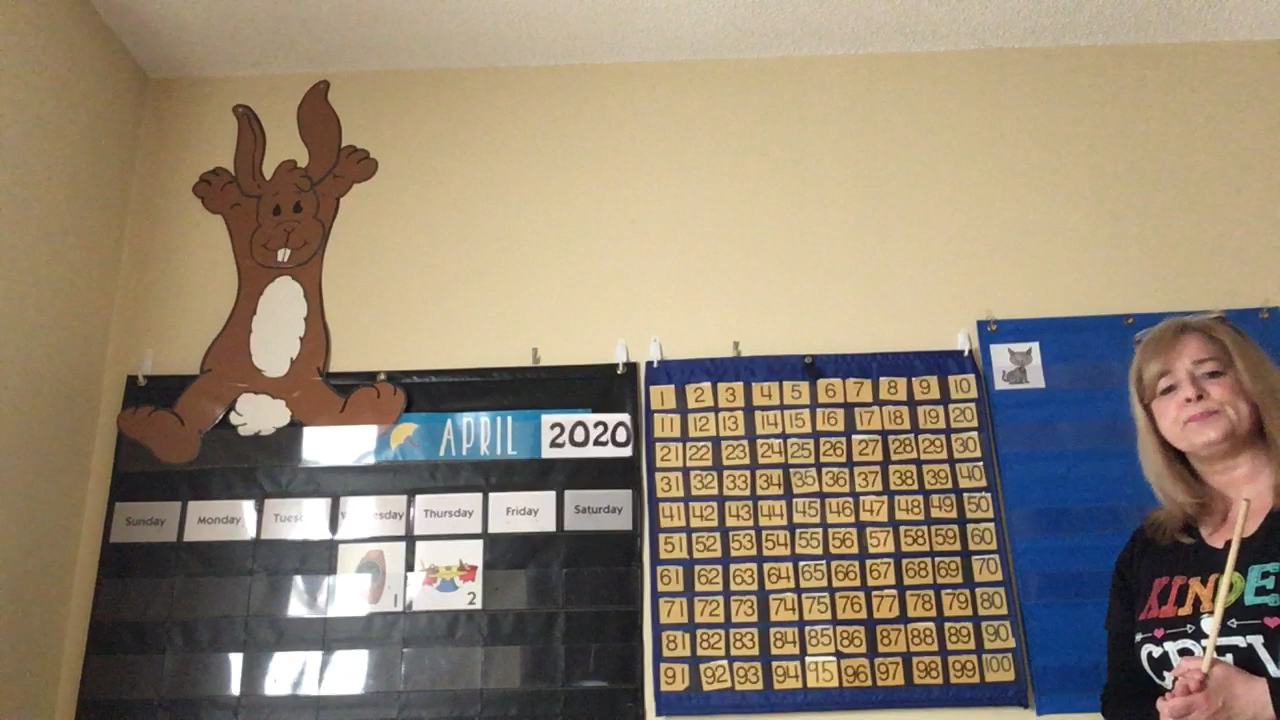 APRIL 2020
Sunday Monday Thursday Friday Saturday
1 2
1 2 3 4 5 6 7 8 9 10
11 12 13 14 15 16 17 18 19 20
21 22 23 24 25 26 27 28 29 30
31 32 33 34 35 36 37 38 39 40
41 42 43 44 45 46 47 48 49 50
51 52 53 54 55 56 57 58 59 60
61 62 63 64 65 66 67 68 69 70
71 72 73 74 75 76 77 78 79 80
81 82 83 84 85 86 87 88 89 90
91 92 93 94 95 96 97 98 99 100
KINDE
CREW